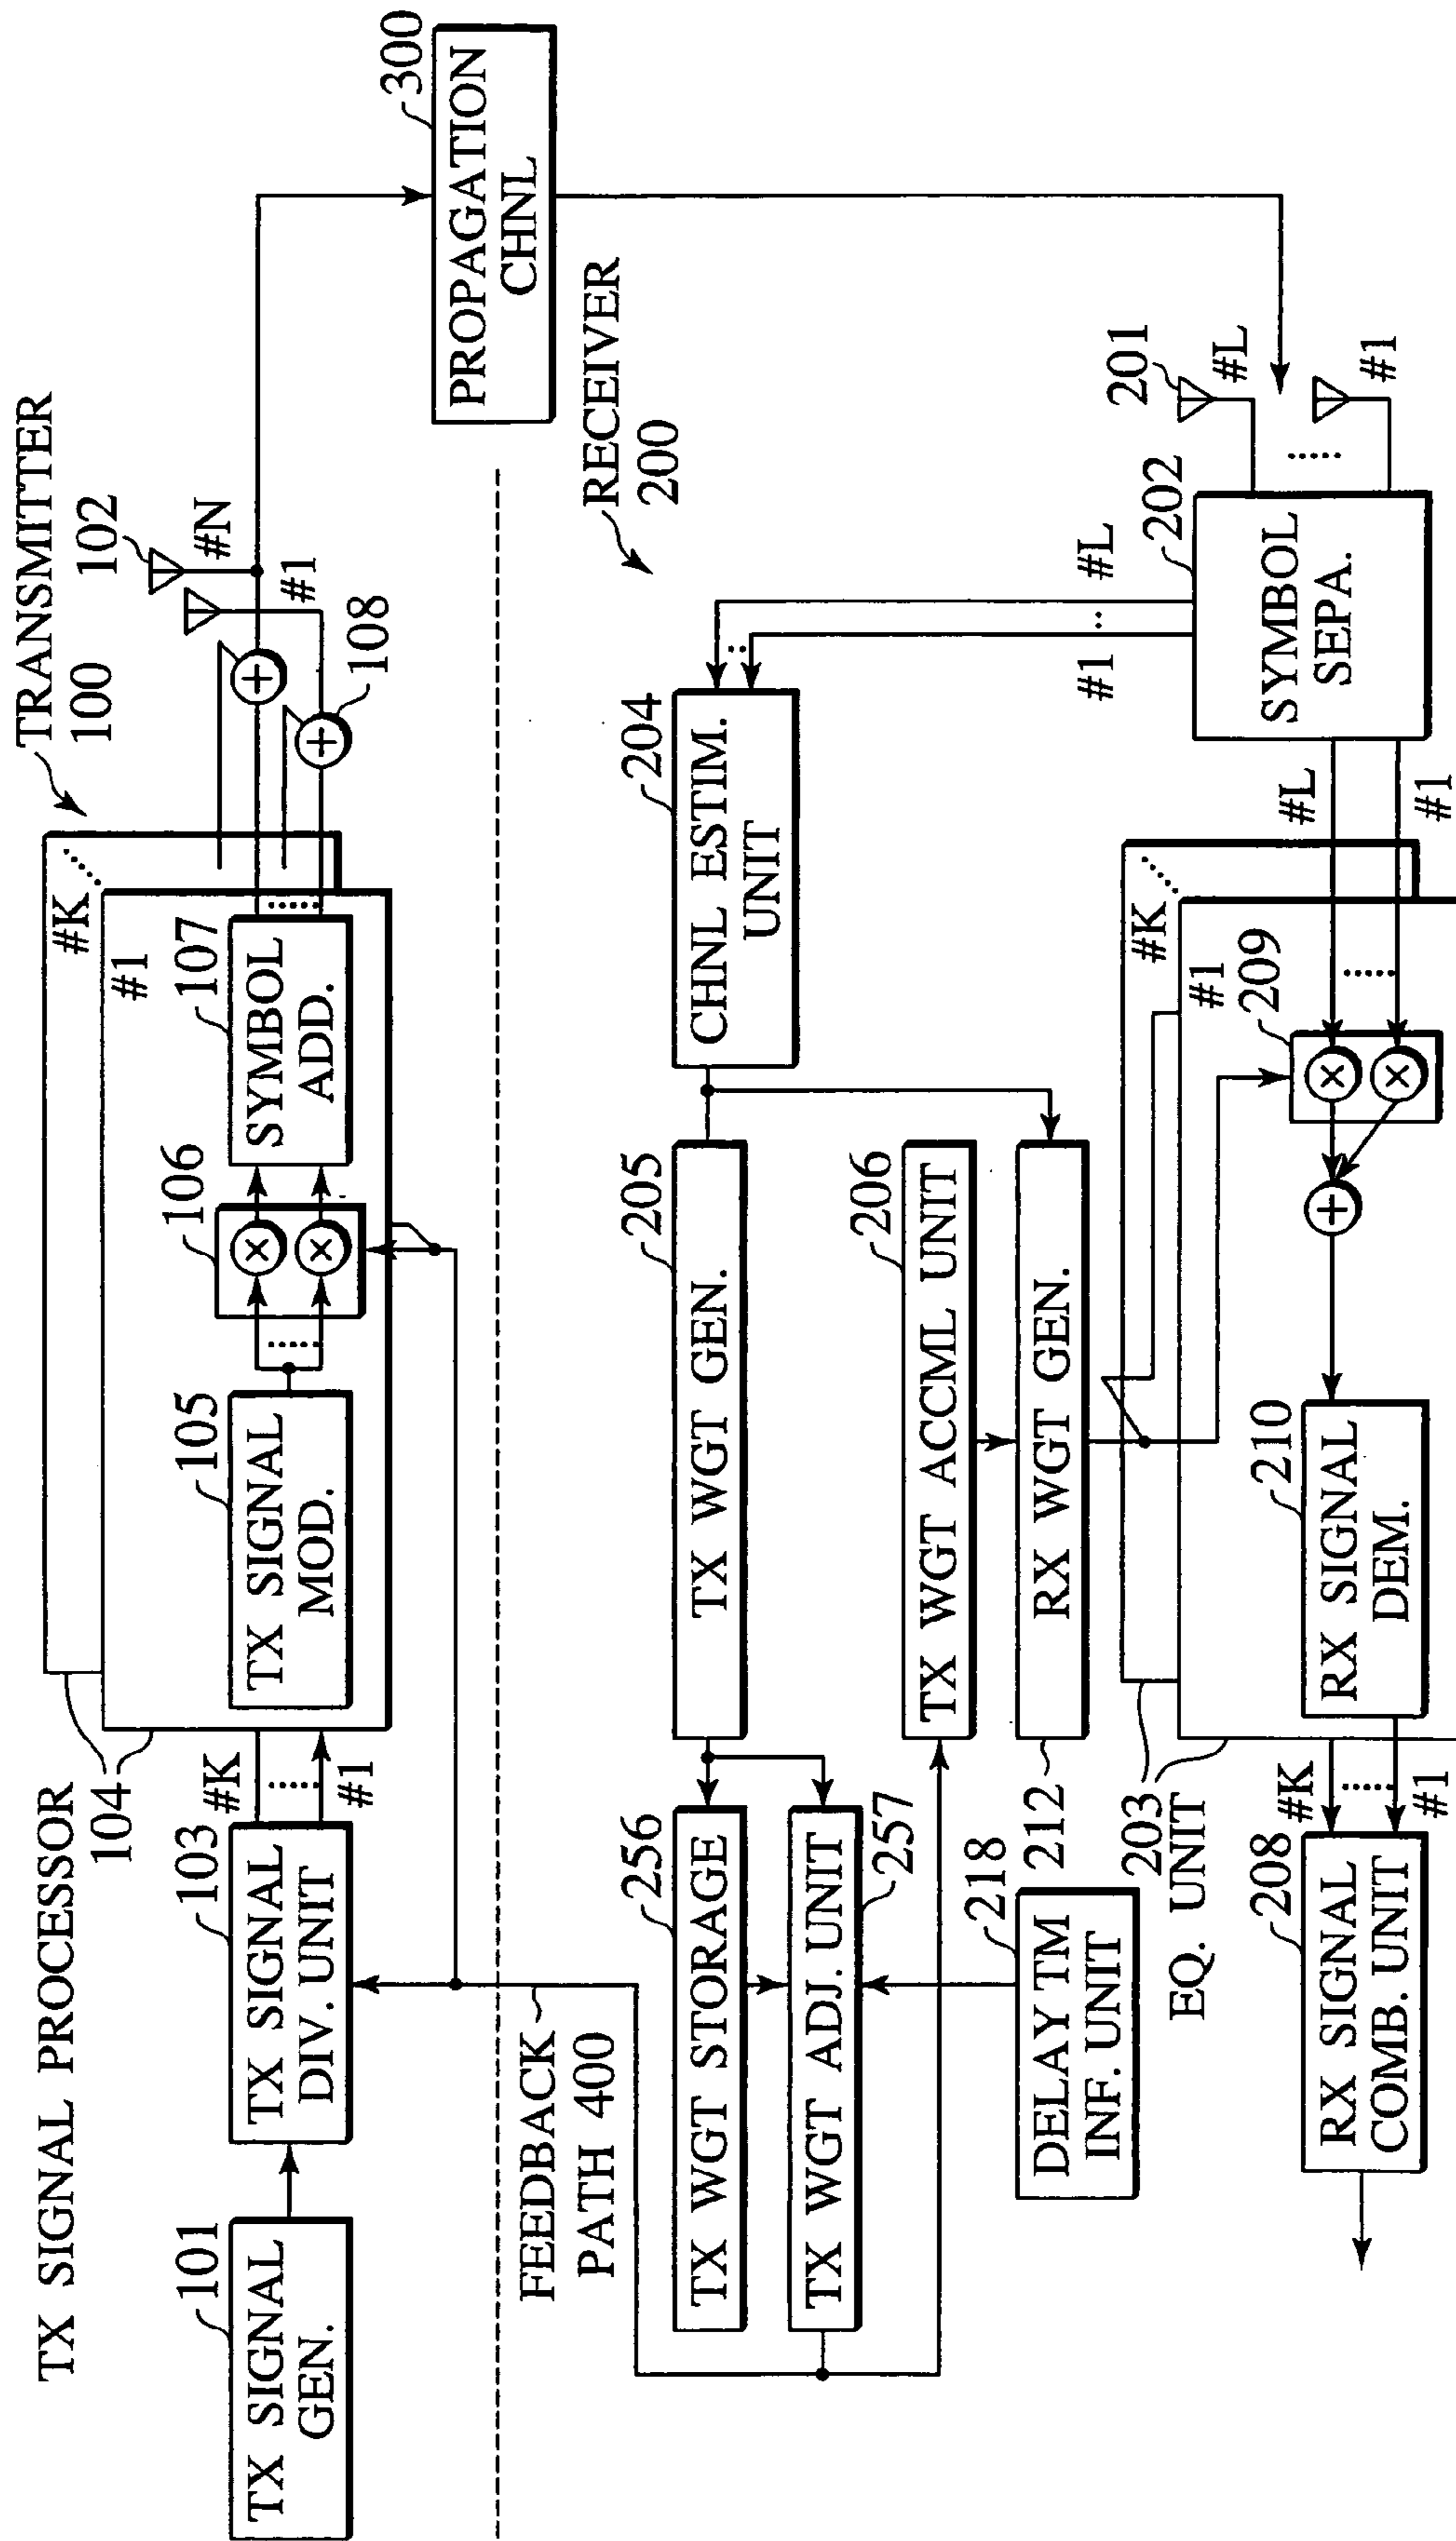 TX SIGNAL PROCESSOR
TRANSMITTER
100
101
TX SIGNAL
GEN.
103
TX SIGNAL
DIV. UNIT
#K
#1
104
#K
#1
105
TX SIGNAL
MOD.
106
107
SYMBOL
ADD.
108
102
#N
#1
300
PROPAGATION
CHNL
FEEDBACK
PATH 400
RECEIVER
200
256
TX WGT STORAGE
TX WGT ADJ. UNIT
257
218
DELAY TM
INF. UNIT
205
TX WGT GEN.
206
TX WGT ACCML UNIT
RX WGT GEN.
212
204
CHNL ESTIM.
UNIT
#L
#1
201
#L
#1
202
SYMBOL
SEPA.
#L
#1
#K
#1
209
210
RX SIGNAL
DEM.
203
EQ. UNIT
#K
#1
208
RX SIGNAL
COMB. UNIT